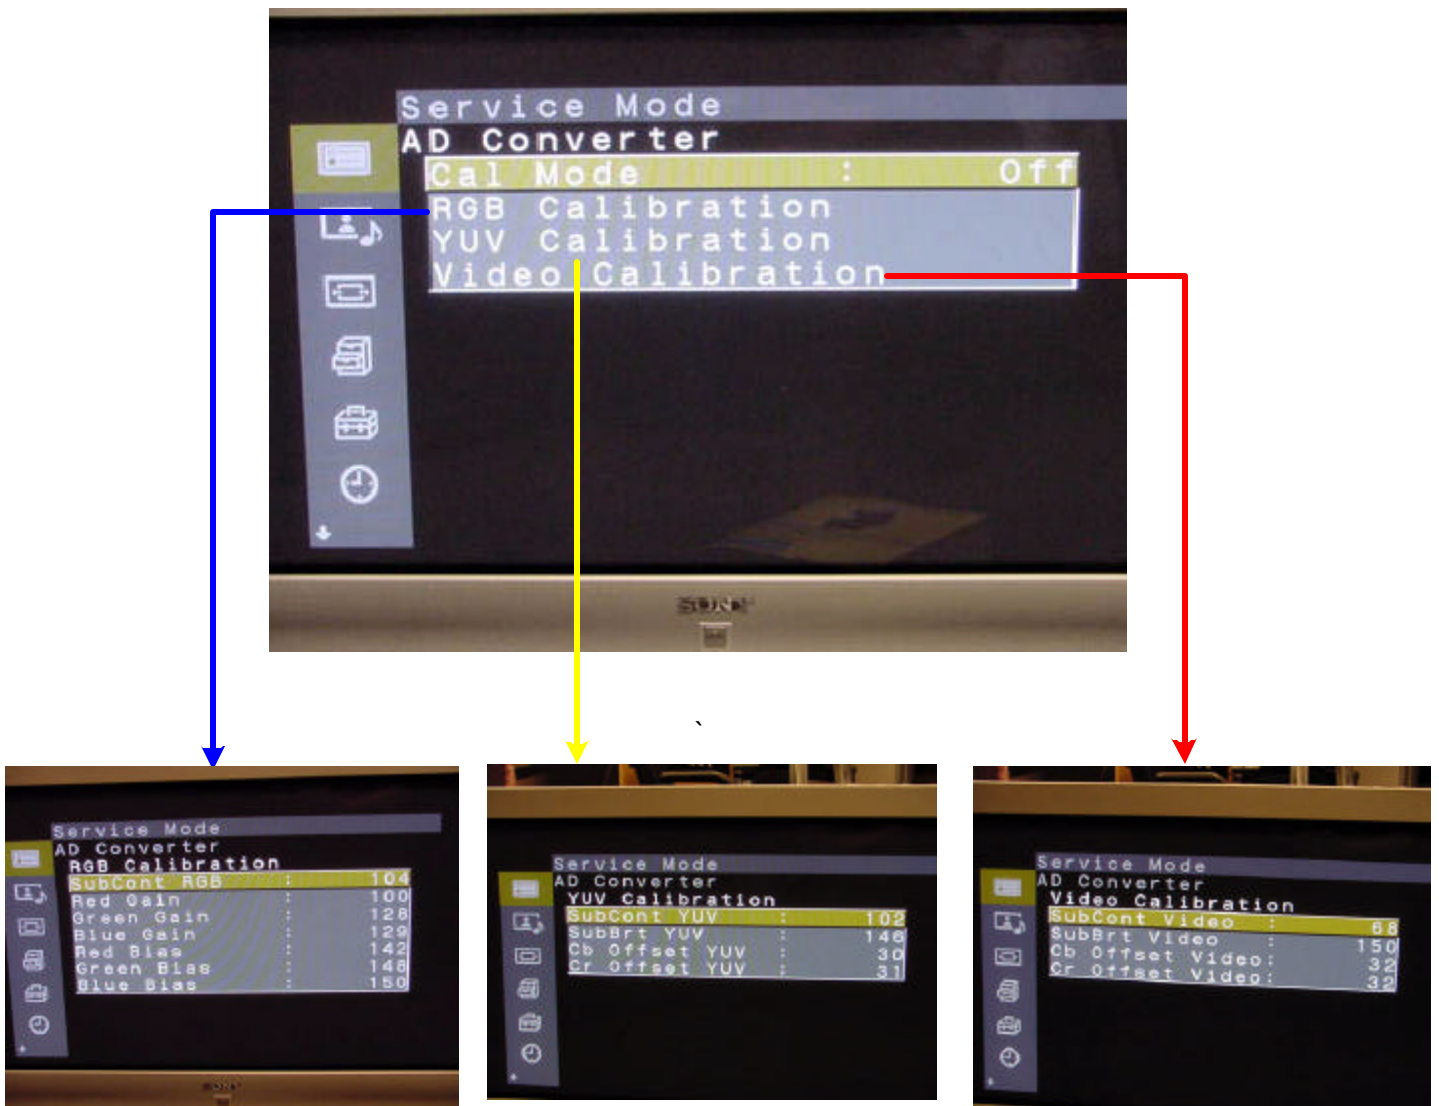 Service Mode
AD Converter
Cal Mode : Off
RGB Calibration
YUV Calibration
Video Calibration
SONY
`
Service Mode
AD Converter
RGB Calibration
SubCont RGB : 104
Red Gain : 100
Green Gain : 128
Blue Gain : 129
Red Bias : 142
Green Bias : 148
Blue Bias : 150
SONY
Service Mode
AD Converter
YUV Calibration
SubCont YUV : 102
SubBrt YUV : 146
Cb Offset YUV : 30
Cr Offset YUV : 31
Service Mode
AD Converter
Video Calibration
SubCont Video : 68
SubBrt Video : 150
Cb Offset Video: 32
Cr Offset Video: 32